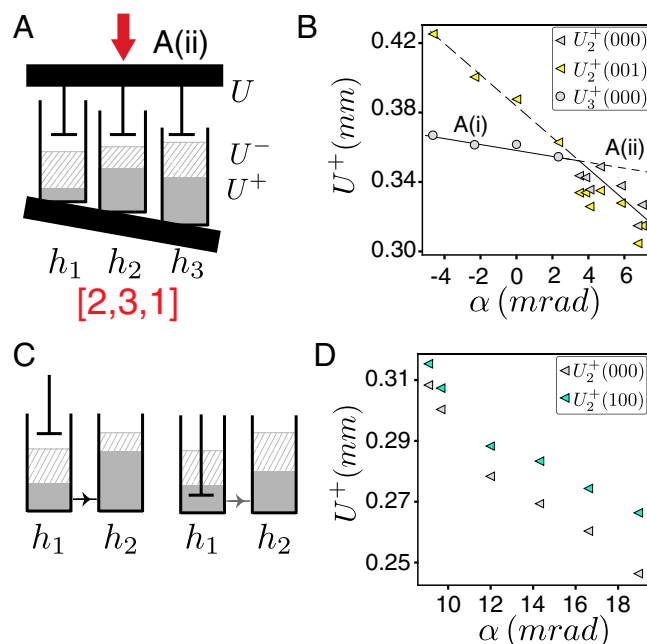 A
A(ii)
U
U⁻
U⁺
h₁ h₂ h₃
[2,3,1]
B
U⁺(mm)
0.42
0.38
0.34
0.30
U₂⁺(000)
U₂⁺(001)
U₃⁺(000)
A(i)
A(ii)
-4 -2 0 2 4 6
α (mrad)
C
h₁ h₂ h₁ h₂
D
U⁺(mm)
0.31
0.29
0.27
0.25
U₂⁺(000)
U₂⁺(100)
10 12 14 16 18
α (mrad)